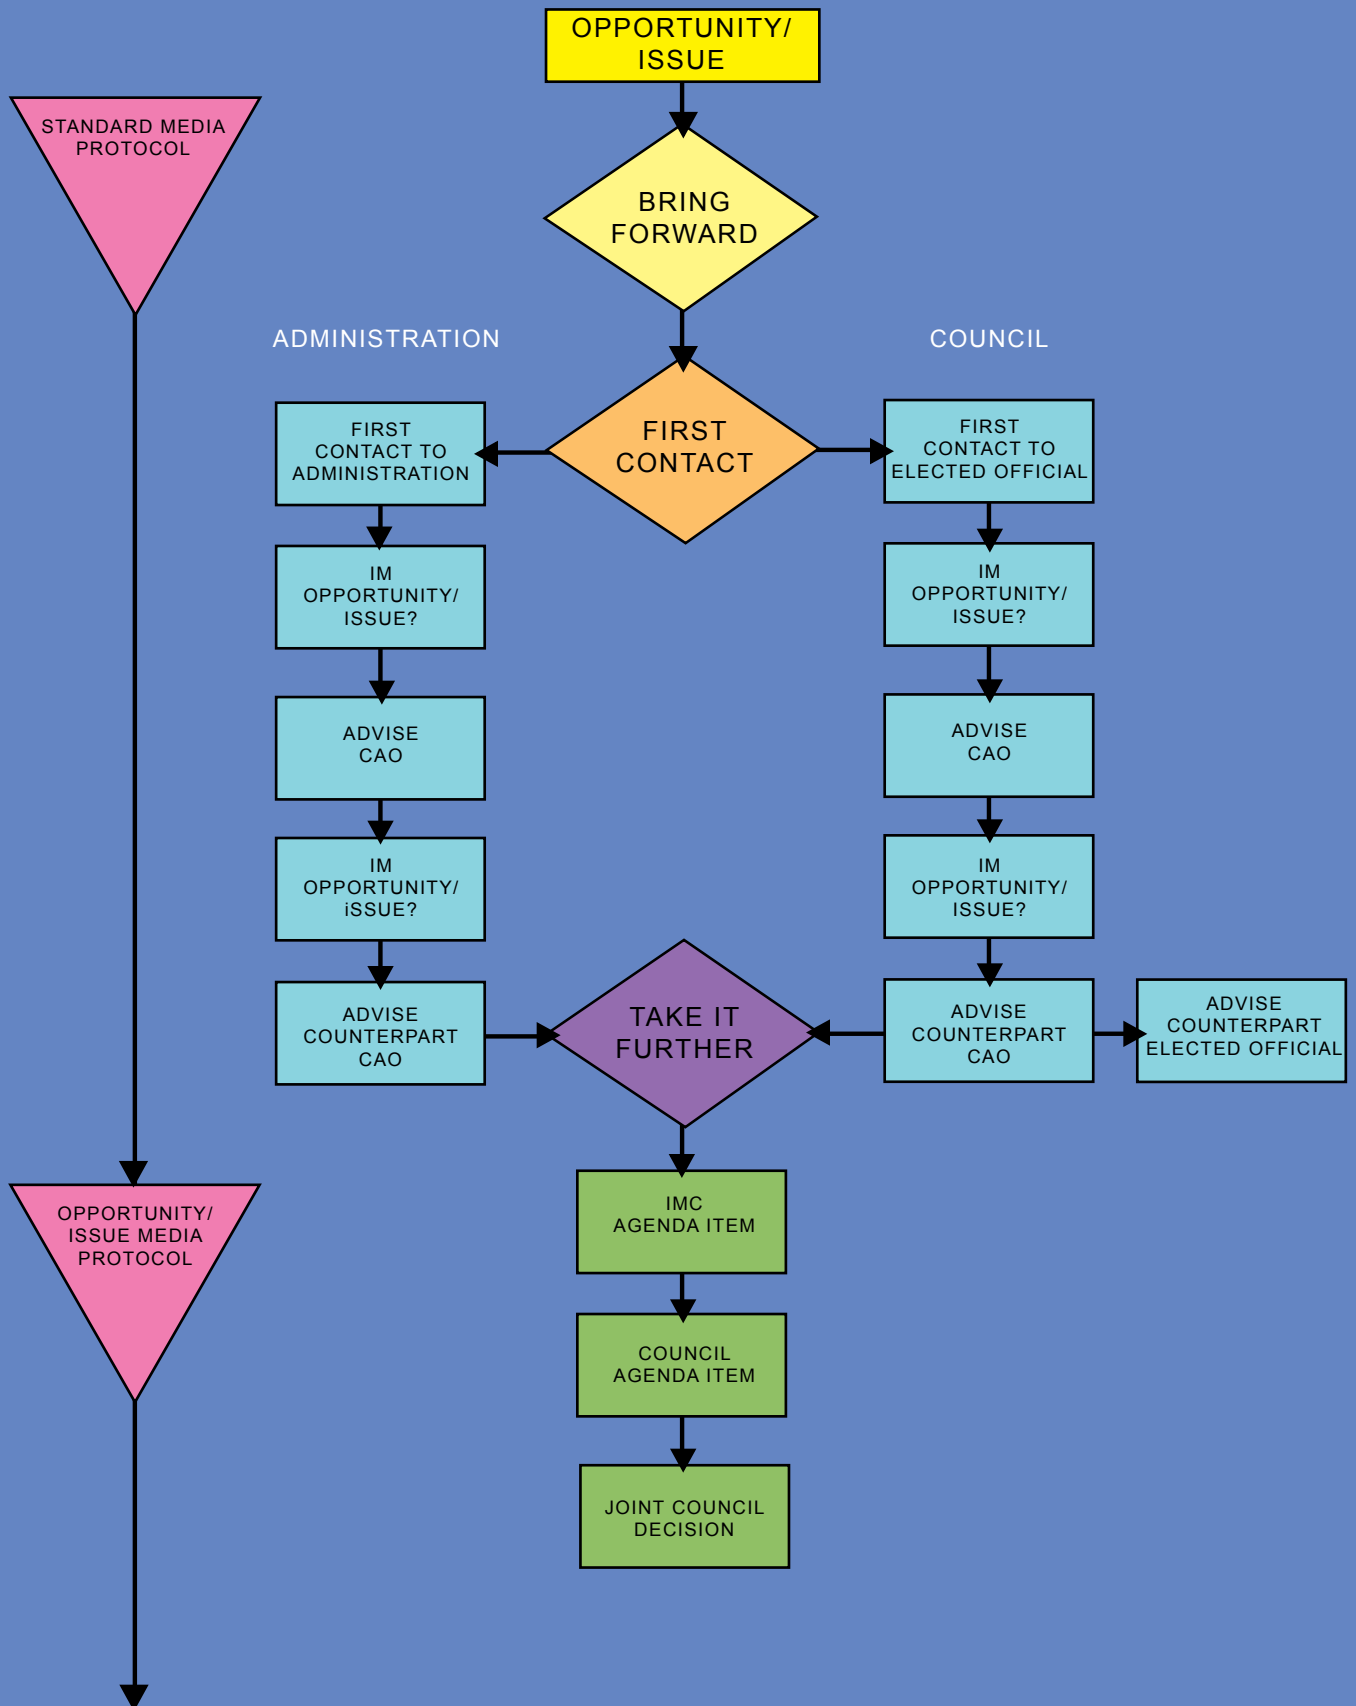 OPPORTUNITY/
ISSUE
STANDARD MEDIA
PROTOCOL
BRING
FORWARD
ADMINISTRATION
COUNCIL
FIRST
CONTACT
FIRST
CONTACT TO
ADMINISTRATION
FIRST
CONTACT TO
ELECTED OFFICIAL
IM
OPPORTUNITY/
ISSUE?
IM
OPPORTUNITY/
ISSUE?
ADVISE
CAO
ADVISE
CAO
IM
OPPORTUNITY/
iSSUE?
IM
OPPORTUNITY/
ISSUE?
ADVISE
COUNTERPART
CAO
TAKE IT
FURTHER
ADVISE
COUNTERPART
CAO
ADVISE
COUNTERPART
ELECTED OFFICIAL
OPPORTUNITY/
ISSUE MEDIA
PROTOCOL
IMC
AGENDA ITEM
COUNCIL
AGENDA ITEM
JOINT COUNCIL
DECISION